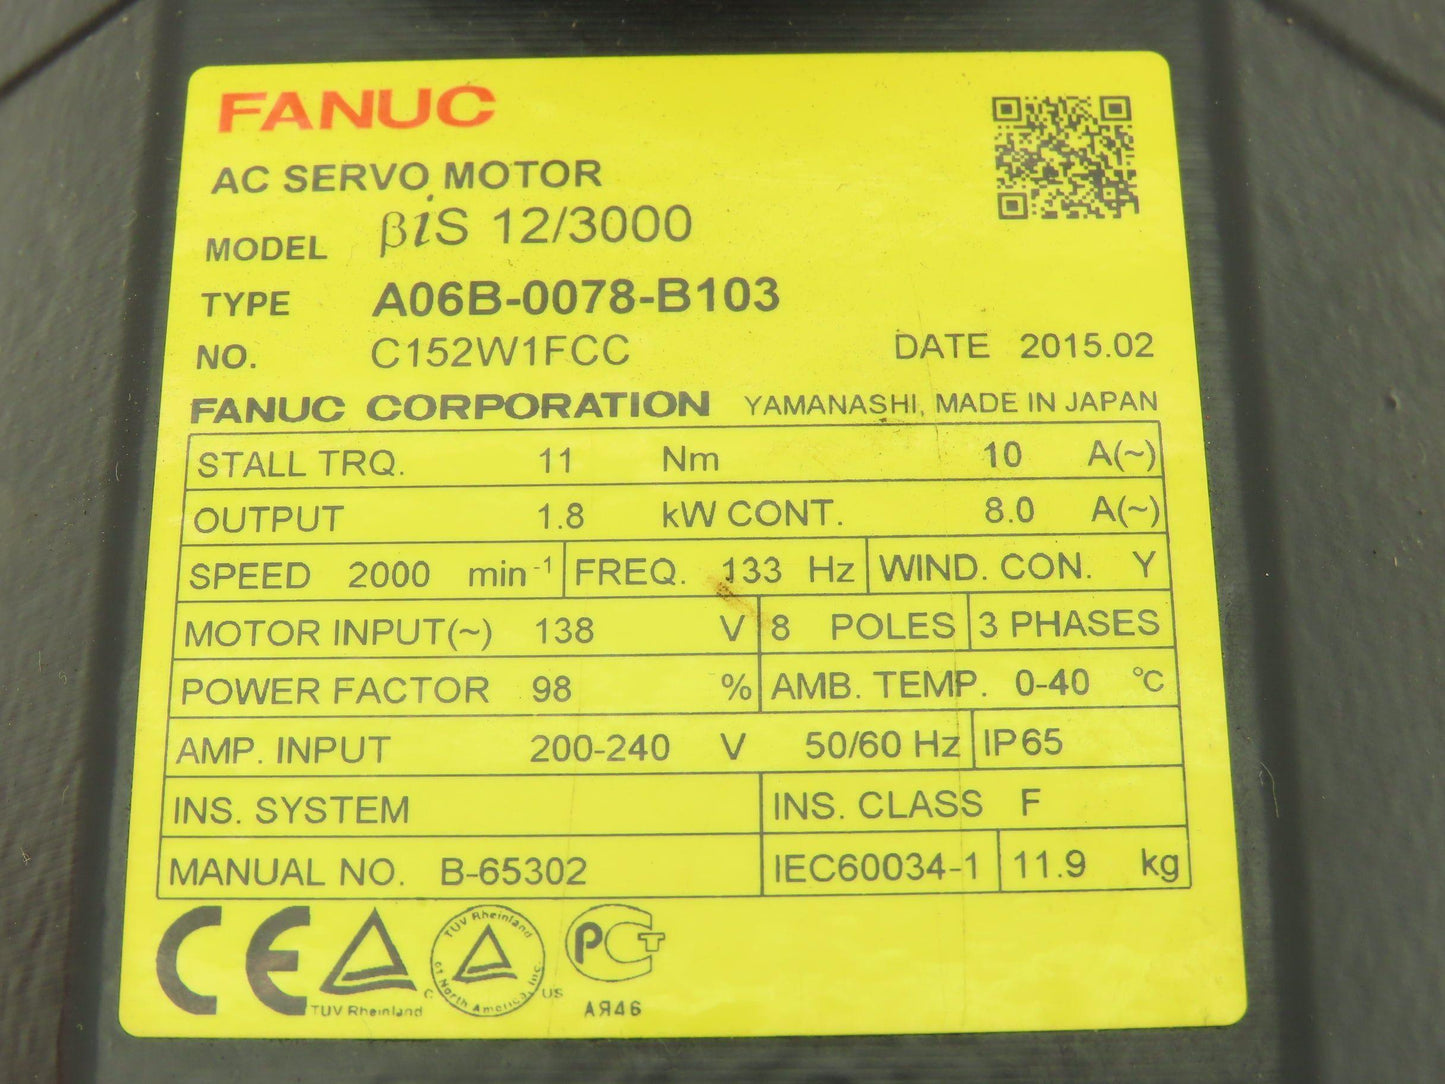 FANUC
AC SERVO MOTOR
MODEL βiS 12/3000
TYPE A06B-0078-B103
NO. C152W1FCC DATE 2015.02
FANUC CORPORATION YAMANASHI, MADE IN JAPAN
STALL TRQ. 11 Nm 10 A(~)
OUTPUT 1.8 kW CONT. 8.0 A(~)
SPEED 2000 min-1 FREQ. 133 Hz WIND. CON. Y
MOTOR INPUT(~) 138 V 8 POLES 3 PHASES
POWER FACTOR 98 % AMB. TEMP. 0-40 °C
AMP. INPUT 200-240 V 50/60 Hz IP65
INS. SYSTEM INS. CLASS F
MANUAL NO. B-65302 IEC60034-1 11.9 kg
CE TUV Rheinland C TUV Rheinland of North America, Inc. US PCT
АЯ46